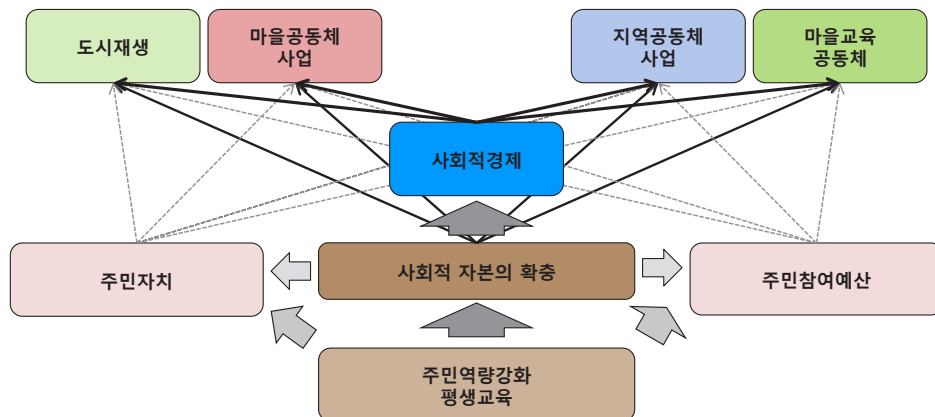 도시재생
마을공동체
사업
지역공동체
사업
마을교육
공동체
사회적경제
주민자치
사회적 자본의 확충
주민참여예산
주민역량강화
평생교육